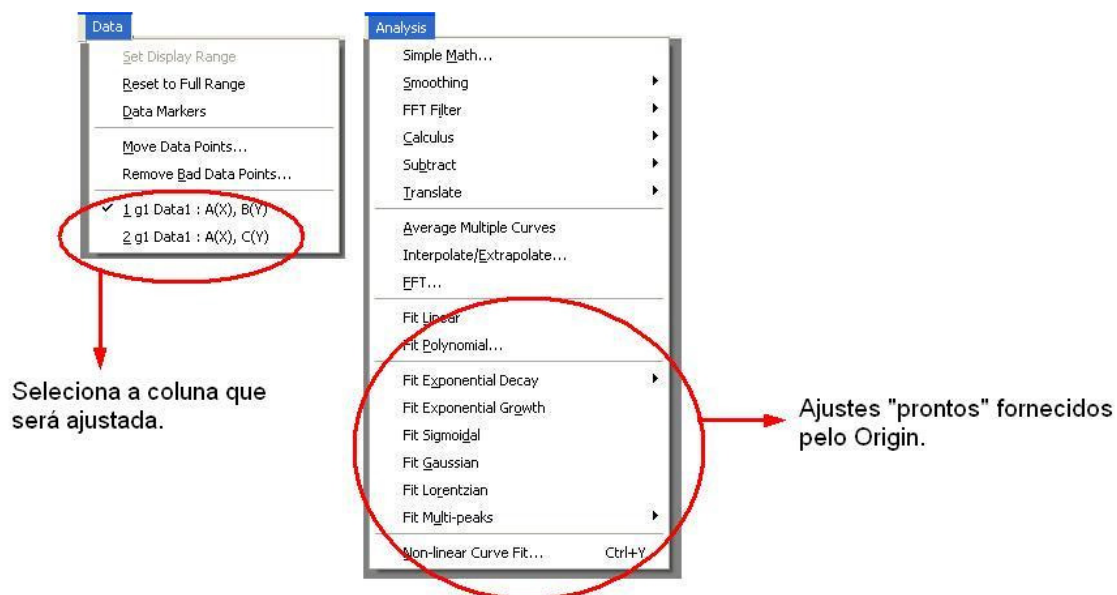 Data
Set Display Range
Reset to Full Range
Data Markers
Move Data Points...
Remove Bad Data Points...
✓ 1 g1 Data1 : A(X), B(Y)
2 g1 Data1 : A(X), C(Y)
Seleciona a coluna que
será ajustada.
Analysis
Simple Math...
Smoothing
FFT Filter
Calculus
Subtract
Translate
Average Multiple Curves
Interpolate/Extrapolate...
FFT...
Fit Linear
Fit Polynomial...
Fit Exponential Decay
Fit Exponential Growth
Fit Sigmoidal
Fit Gaussian
Fit Lorentzian
Fit Multi-peaks
Non-linear Curve Fit... Ctrl+Y
Ajustes "prontos" fornecidos
pelo Origin.